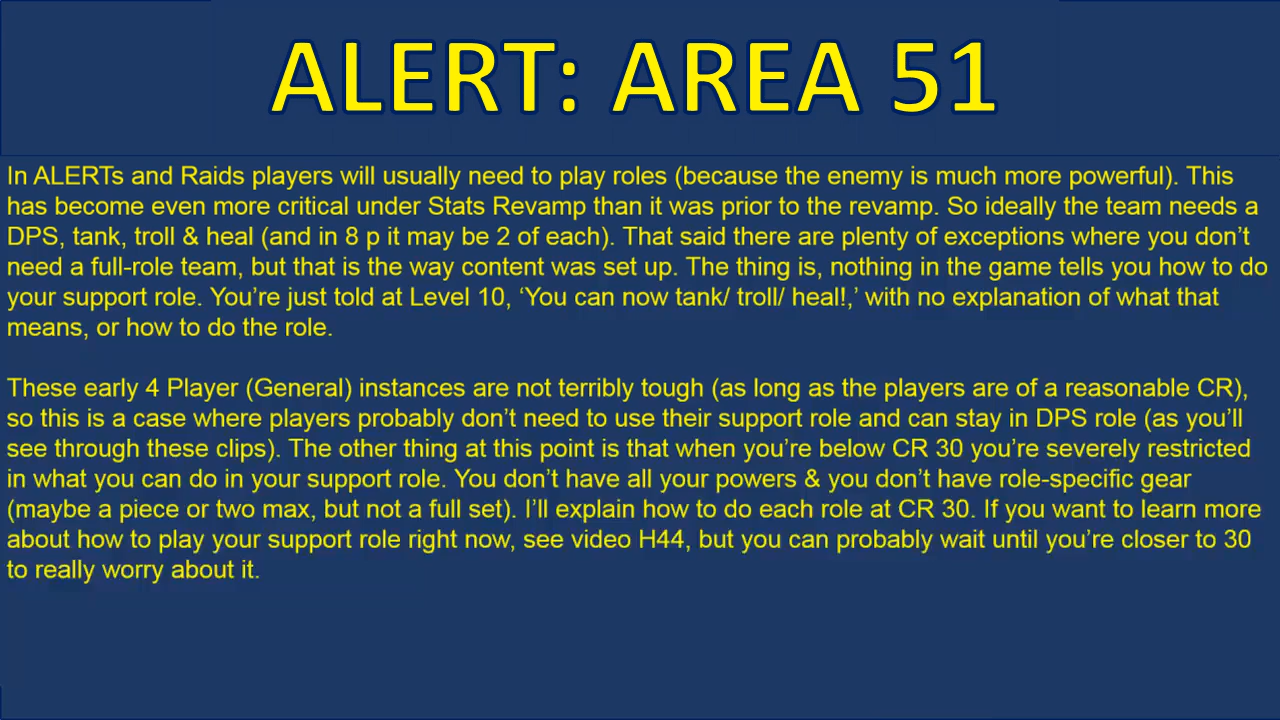 ALERT: AREA 51
In ALERTs and Raids players will usually need to play roles (because the enemy is much more powerful). This
has become even more critical under Stats Revamp than it was prior to the revamp. So ideally the team needs a
DPS, tank, troll & heal (and in 8 p it may be 2 of each). That said there are plenty of exceptions where you don’t
need a full-role team, but that is the way content was set up. The thing is, nothing in the game tells you how to do
your support role. You’re just told at Level 10, ‘You can now tank/ troll/ heal!,’ with no explanation of what that
means, or how to do the role.
These early 4 Player (General) instances are not terribly tough (as long as the players are of a reasonable CR),
so this is a case where players probably don’t need to use their support role and can stay in DPS role (as you’ll
see through these clips). The other thing at this point is that when you’re below CR 30 you’re severely restricted
in what you can do in your support role. You don’t have all your powers & you don’t have role-specific gear
(maybe a piece or two max, but not a full set). I’ll explain how to do each role at CR 30. If you want to learn more
about how to play your support role right now, see video H44, but you can probably wait until you’re closer to 30
to really worry about it.